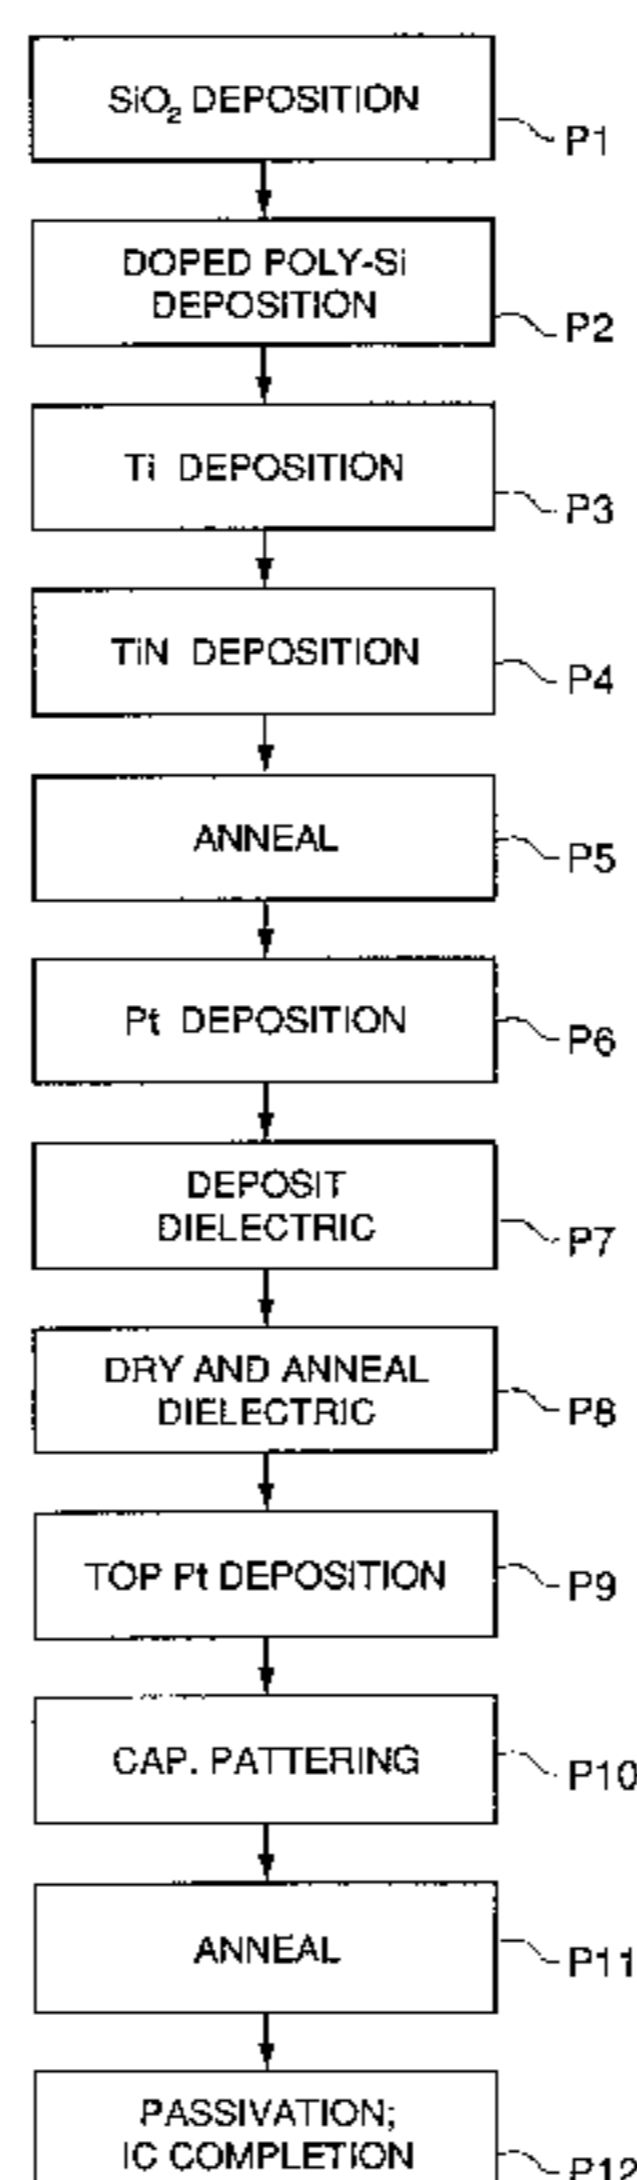 SiO₂ DEPOSITION
P1
DOPED POLY-Si
DEPOSITION
P2
Ti DEPOSITION
P3
TiN DEPOSITION
P4
ANNEAL
P5
Pt DEPOSITION
P6
DEPOSIT
DIELECTRIC
P7
DRY AND ANNEAL
DIELECTRIC
P8
TOP Pt DEPOSITION
P9
CAP. PATTERING
P10
ANNEAL
P11
PASSIVATION;
IC COMPLETION
P12